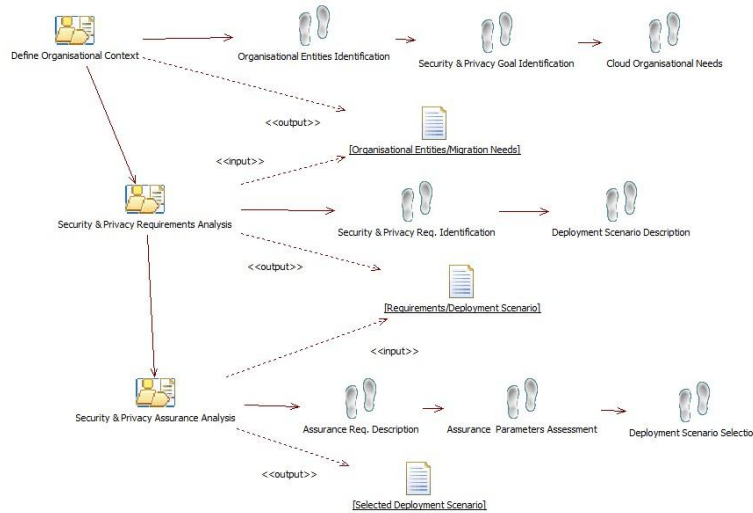 Define Organisational Context
Organisational Entities Identification
Security & Privacy Goal Identification
Cloud Organisational Needs
<<output>>
[Organisational Entities/Migration Needs]
<<input>>
Security & Privacy Requirements Analysis
Security & Privacy Req. Identification
Deployment Scenario Description
<<output>>
[Requirements/Deployment Scenario]
<<input>>
Security & Privacy Assurance Analysis
Assurance Req. Description
Assurance Parameters Assessment
Deployment Scenario Selectio
<<output>>
[Selected Deployment Scenario]